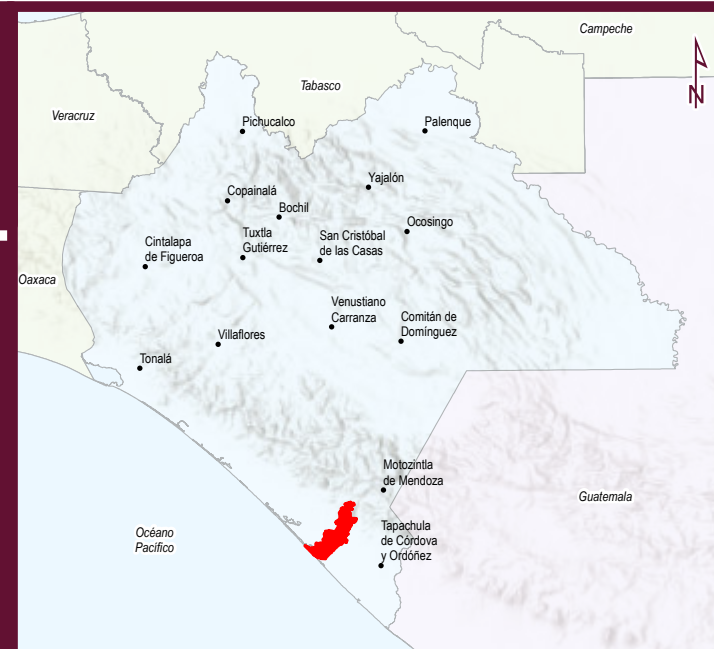 Campeche
Tabasco
N
Veracruz
Pichucalco
Palenque
Yajalón
Copainalá
Bochil
Ocosingo
Tuxtla
Gutiérrez
San Cristóbal
de las Casas
Cintalapa
de Figueroa
Oaxaca
Venustiano
Carranza
Comitán de
Domínguez
Villaflores
Tonalá
Motozintla
de Mendoza
Guatemala
Océano
Pacífico
Tapachula
de Córdova
y Ordóñez